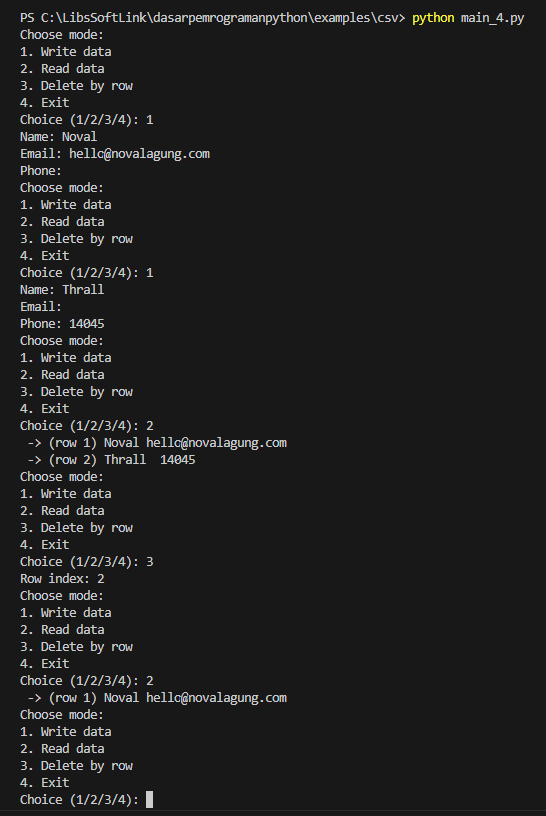 PS C:\LibsSoftLink\dasarpemrogramanpython\examples\csv> python main_4.py
Choose mode:
1. Write data
2. Read data
3. Delete by row
4. Exit
Choice (1/2/3/4): 1
Name: Noval
Email: hello@novalagung.com
Phone:
Choose mode:
1. Write data
2. Read data
3. Delete by row
4. Exit
Choice (1/2/3/4): 1
Name: Thrall
Email:
Phone: 14045
Choose mode:
1. Write data
2. Read data
3. Delete by row
4. Exit
Choice (1/2/3/4): 2
 -> (row 1) Noval hello@novalagung.com
 -> (row 2) Thrall  14045
Choose mode:
1. Write data
2. Read data
3. Delete by row
4. Exit
Choice (1/2/3/4): 3
Row index: 2
Choose mode:
1. Write data
2. Read data
3. Delete by row
4. Exit
Choice (1/2/3/4): 2
 -> (row 1) Noval hello@novalagung.com
Choose mode:
1. Write data
2. Read data
3. Delete by row
4. Exit
Choice (1/2/3/4):